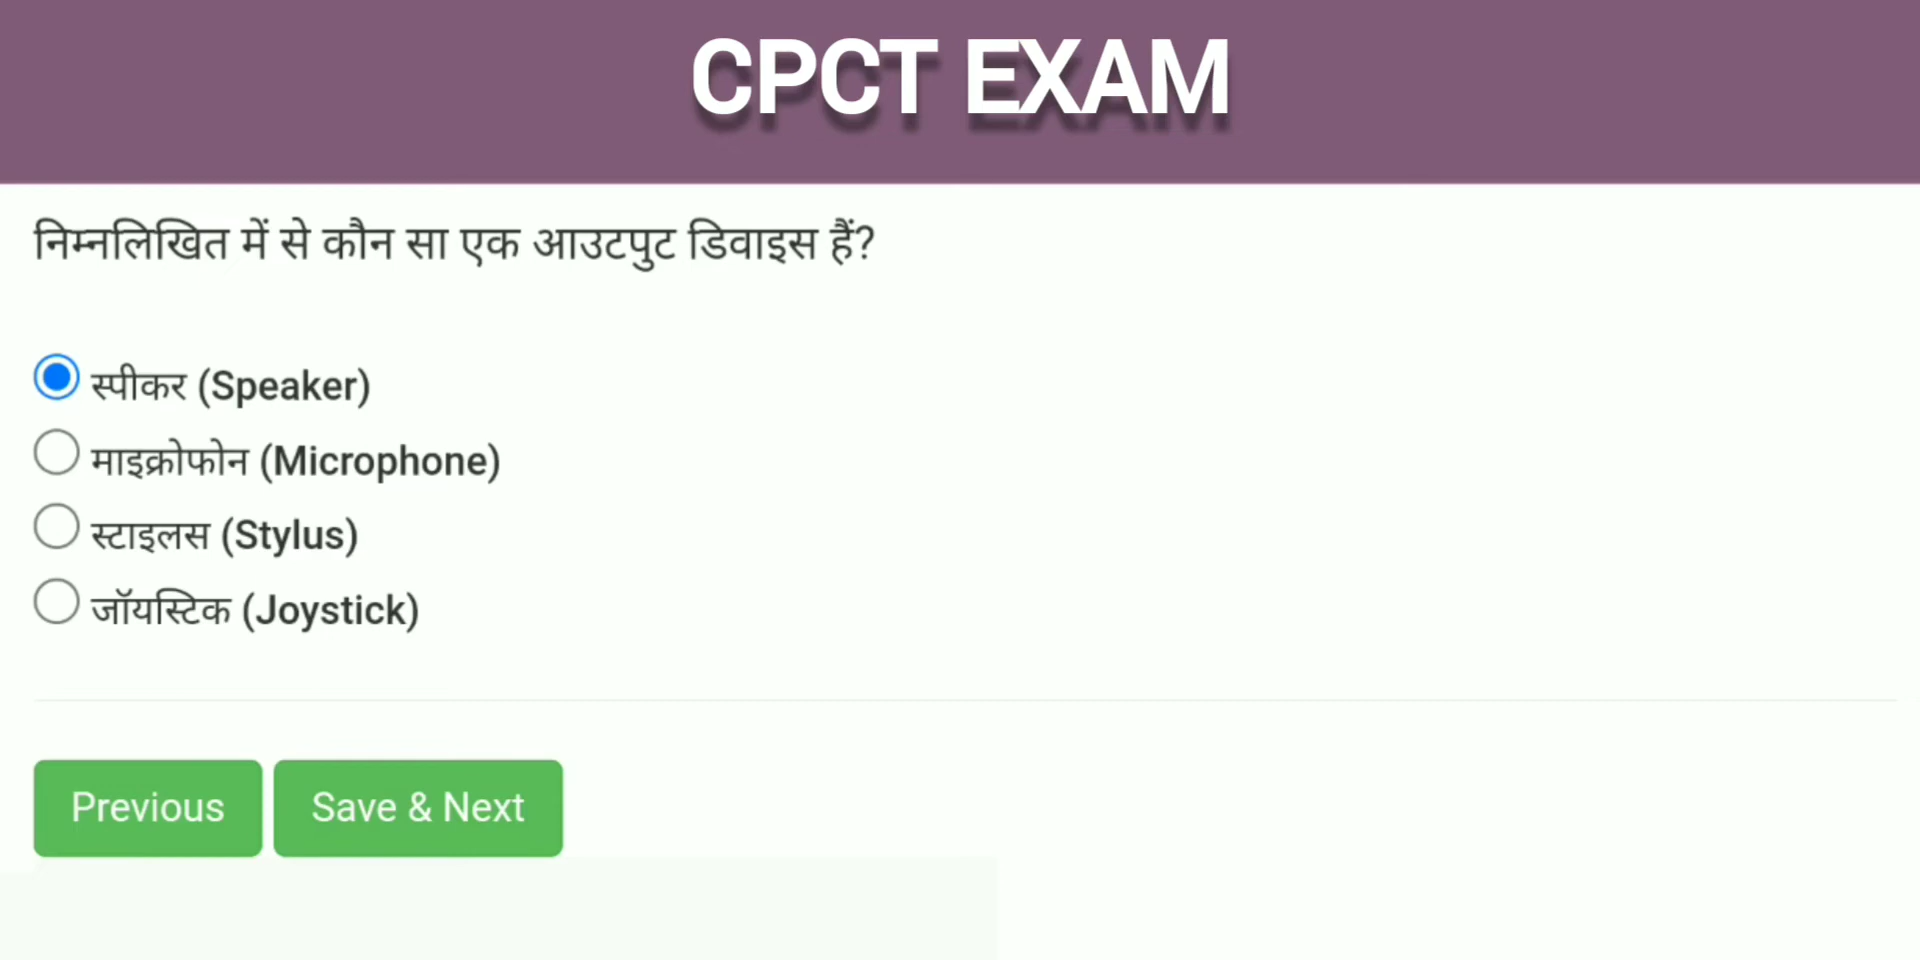 CPCT EXAM
निम्नलिखित में से कौन सा एक आउटपुट डिवाइस हैं?
स्पीकर (Speaker)
माइक्रोफोन (Microphone)
स्टाइलस (Stylus)
जॉयस्टिक (Joystick)
Previous Save & Next